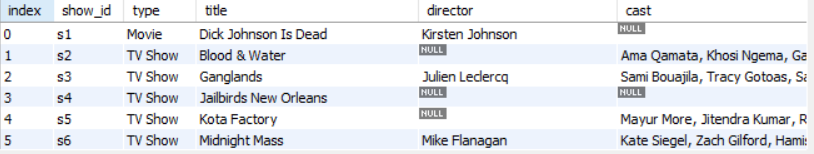 index show_id type title director cast
0 s1 Movie Dick Johnson Is Dead Kirsten Johnson NULL
1 s2 TV Show Blood & Water NULL Ama Qamata, Khosi Ngema, Ga
2 s3 TV Show Ganglands Julien Leclercq Sami Bouajila, Tracy Gotoas, Sa
3 s4 TV Show Jailbirds New Orleans NULL NULL
4 s5 TV Show Kota Factory NULL Mayur More, Jitendra Kumar, R
5 s6 TV Show Midnight Mass Mike Flanagan Kate Siegel, Zach Gilford, Hamis